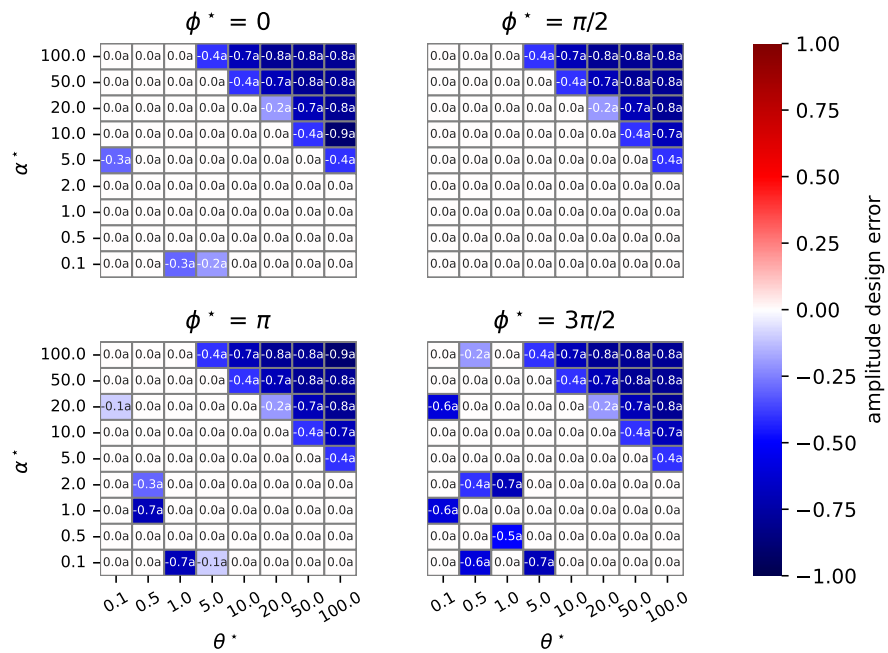 ϕ* = 0
ϕ* = π/2
100.0 0.0a 0.0a 0.0a -0.4a -0.7a -0.8a -0.8a -0.8a
50.0 0.0a 0.0a 0.0a 0.0a -0.4a -0.7a -0.8a -0.8a
20.0 0.0a 0.0a 0.0a 0.0a 0.0a -0.2a -0.7a -0.8a
10.0 0.0a 0.0a 0.0a 0.0a 0.0a 0.0a -0.4a -0.9a
5.0 -0.3a 0.0a 0.0a 0.0a 0.0a 0.0a 0.0a -0.4a
2.0 0.0a 0.0a 0.0a 0.0a 0.0a 0.0a 0.0a 0.0a
1.0 0.0a 0.0a 0.0a 0.0a 0.0a 0.0a 0.0a 0.0a
0.5 0.0a 0.0a 0.0a 0.0a 0.0a 0.0a 0.0a 0.0a
0.1 0.0a 0.0a -0.3a -0.2a 0.0a 0.0a 0.0a 0.0a
α*
0.0a 0.0a 0.0a -0.4a -0.7a -0.8a -0.8a -0.8a
0.0a 0.0a 0.0a 0.0a -0.4a -0.7a -0.8a -0.8a
0.0a 0.0a 0.0a 0.0a 0.0a -0.2a -0.7a -0.8a
0.0a 0.0a 0.0a 0.0a 0.0a 0.0a -0.4a -0.7a
0.0a 0.0a 0.0a 0.0a 0.0a 0.0a 0.0a -0.4a
0.0a 0.0a 0.0a 0.0a 0.0a 0.0a 0.0a 0.0a
0.0a 0.0a 0.0a 0.0a 0.0a 0.0a 0.0a 0.0a
0.0a 0.0a 0.0a 0.0a 0.0a 0.0a 0.0a 0.0a
0.0a 0.0a 0.0a 0.0a 0.0a 0.0a 0.0a 0.0a
ϕ* = π
ϕ* = 3π/2
100.0 0.0a 0.0a 0.0a -0.4a -0.7a -0.8a -0.8a -0.9a
50.0 0.0a 0.0a 0.0a 0.0a -0.4a -0.7a -0.8a -0.8a
20.0 -0.1a 0.0a 0.0a 0.0a 0.0a -0.2a -0.7a -0.8a
10.0 0.0a 0.0a 0.0a 0.0a 0.0a 0.0a -0.4a -0.7a
5.0 0.0a 0.0a 0.0a 0.0a 0.0a 0.0a 0.0a -0.4a
2.0 0.0a -0.3a 0.0a 0.0a 0.0a 0.0a 0.0a 0.0a
1.0 0.0a -0.7a 0.0a 0.0a 0.0a 0.0a 0.0a 0.0a
0.5 0.0a 0.0a 0.0a 0.0a 0.0a 0.0a 0.0a 0.0a
0.1 0.0a 0.0a -0.7a -0.1a 0.0a 0.0a 0.0a 0.0a
α*
0.1 0.5 1.0 5.0 10.0 20.0 50.0 100.0
θ*
0.0a -0.2a 0.0a -0.4a -0.7a -0.8a -0.8a -0.8a
0.0a 0.0a 0.0a 0.0a -0.4a -0.7a -0.8a -0.8a
-0.6a 0.0a 0.0a 0.0a 0.0a -0.2a -0.7a -0.8a
0.0a 0.0a 0.0a 0.0a 0.0a 0.0a -0.4a -0.7a
0.0a 0.0a 0.0a 0.0a 0.0a 0.0a 0.0a -0.4a
0.0a -0.4a -0.7a 0.0a 0.0a 0.0a 0.0a 0.0a
-0.6a 0.0a 0.0a 0.0a 0.0a 0.0a 0.0a 0.0a
0.0a 0.0a -0.5a 0.0a 0.0a 0.0a 0.0a 0.0a
0.0a -0.6a 0.0a -0.7a 0.0a 0.0a 0.0a 0.0a
0.1 0.5 1.0 5.0 10.0 20.0 50.0 100.0
θ*
1.00
0.75
0.50
0.25
0.00
−0.25
−0.50
−0.75
−1.00
amplitude design error